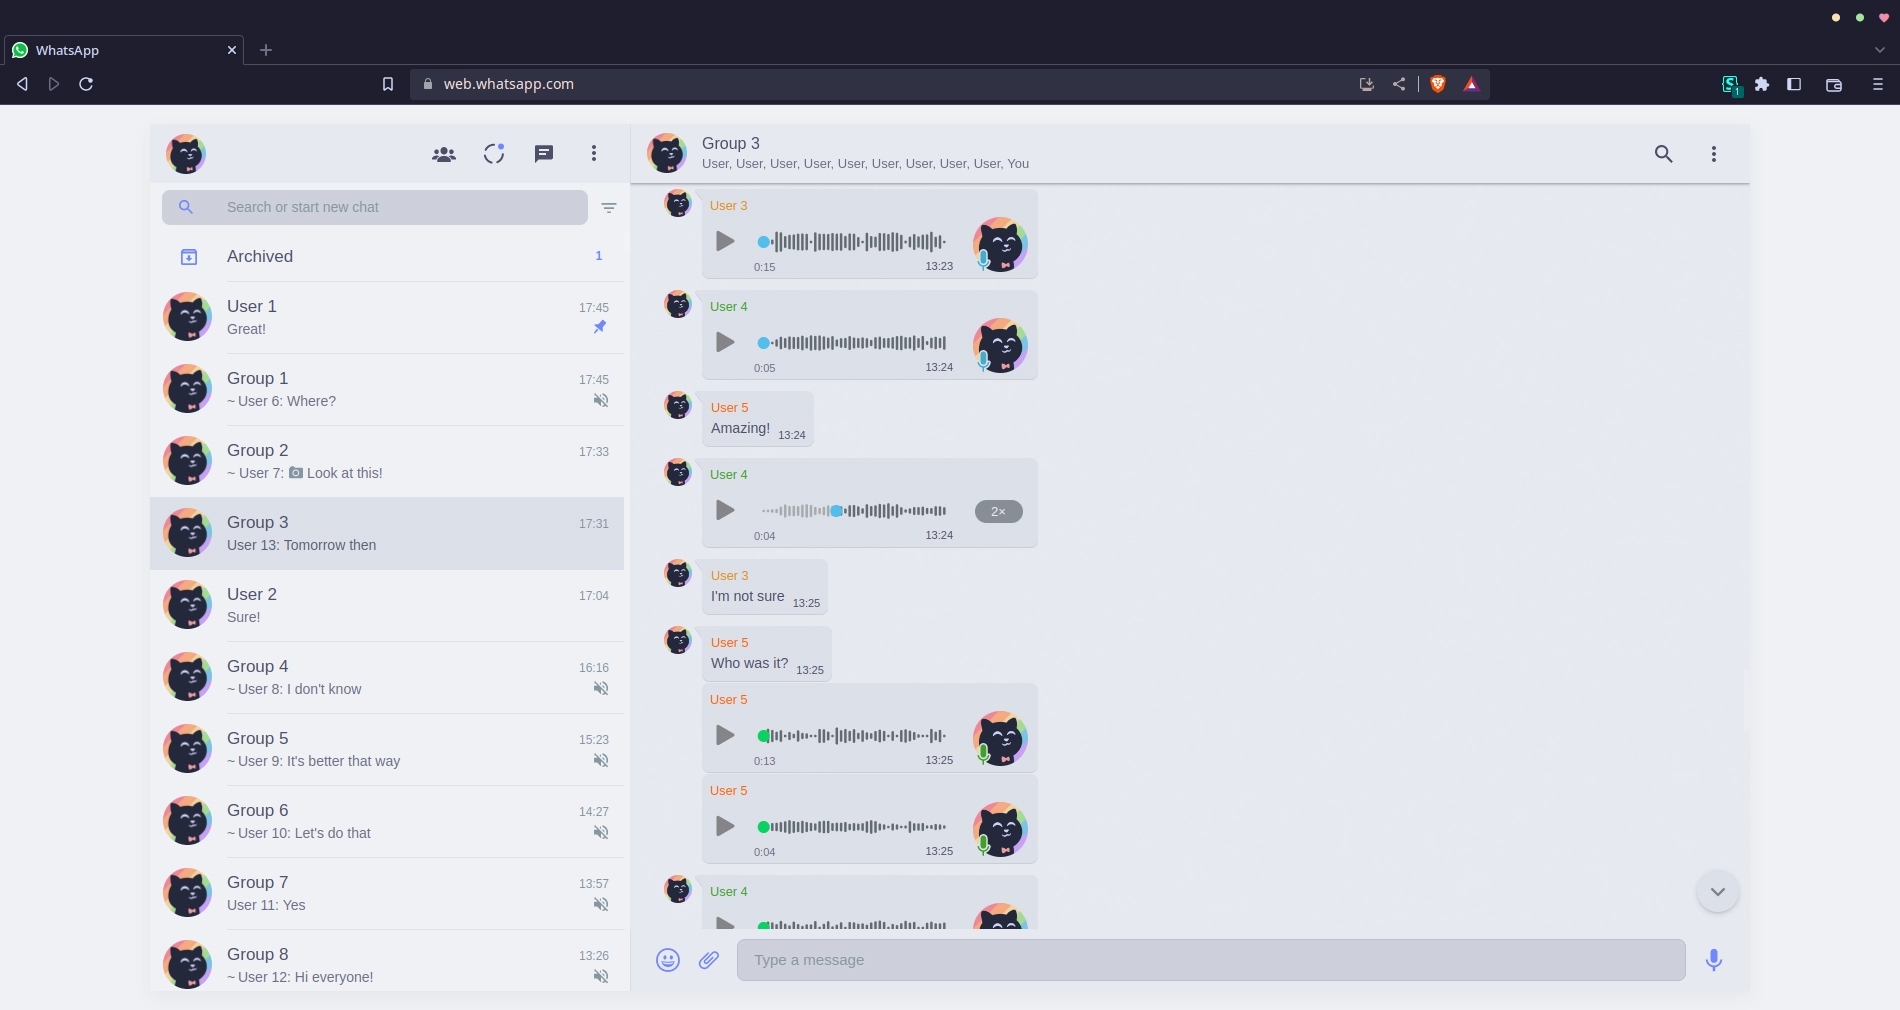 WhatsApp
web.whatsapp.com
1
Search or start new chat
Archived 1
User 1 17:45
Great!
Group 1 17:45
~ User 6: Where?
Group 2 17:33
~ User 7: Look at this!
Group 3 17:31
User 13: Tomorrow then
User 2 17:04
Sure!
Group 4 16:16
~ User 8: I don't know
Group 5 15:23
~ User 9: It's better that way
Group 6 14:27
~ User 10: Let's do that
Group 7 13:57
User 11: Yes
Group 8 13:26
~ User 12: Hi everyone!
Group 3
User, User, User, User, User, User, User, User, User, You
User 3
0:15 13:23
User 4
0:05 13:24
User 5
Amazing! 13:24
User 4
2×
0:04 13:24
User 3
I'm not sure 13:25
User 5
Who was it? 13:25
User 5
0:13 13:25
User 5
0:04 13:25
User 4
Type a message